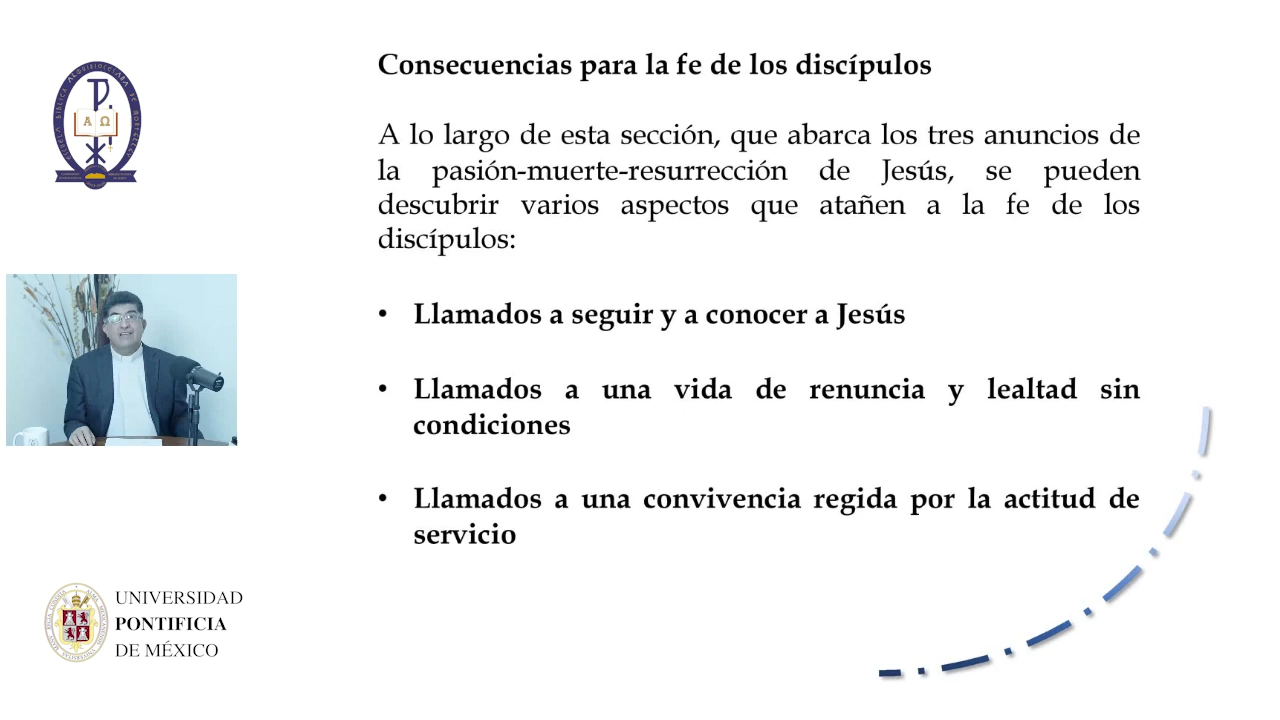 Consecuencias para la fe de los discípulos
A lo largo de esta sección, que abarca los tres anuncios de
la pasión-muerte-resurrección de Jesús, se pueden
descubrir varios aspectos que atañen a la fe de los
discípulos:
• Llamados a seguir y a conocer a Jesús
• Llamados a una vida de renuncia y lealtad sin
condiciones
• Llamados a una convivencia regida por la actitud de
servicio
A Ω
UNIVERSIDAD
PONTIFICIA
DE MÉXICO